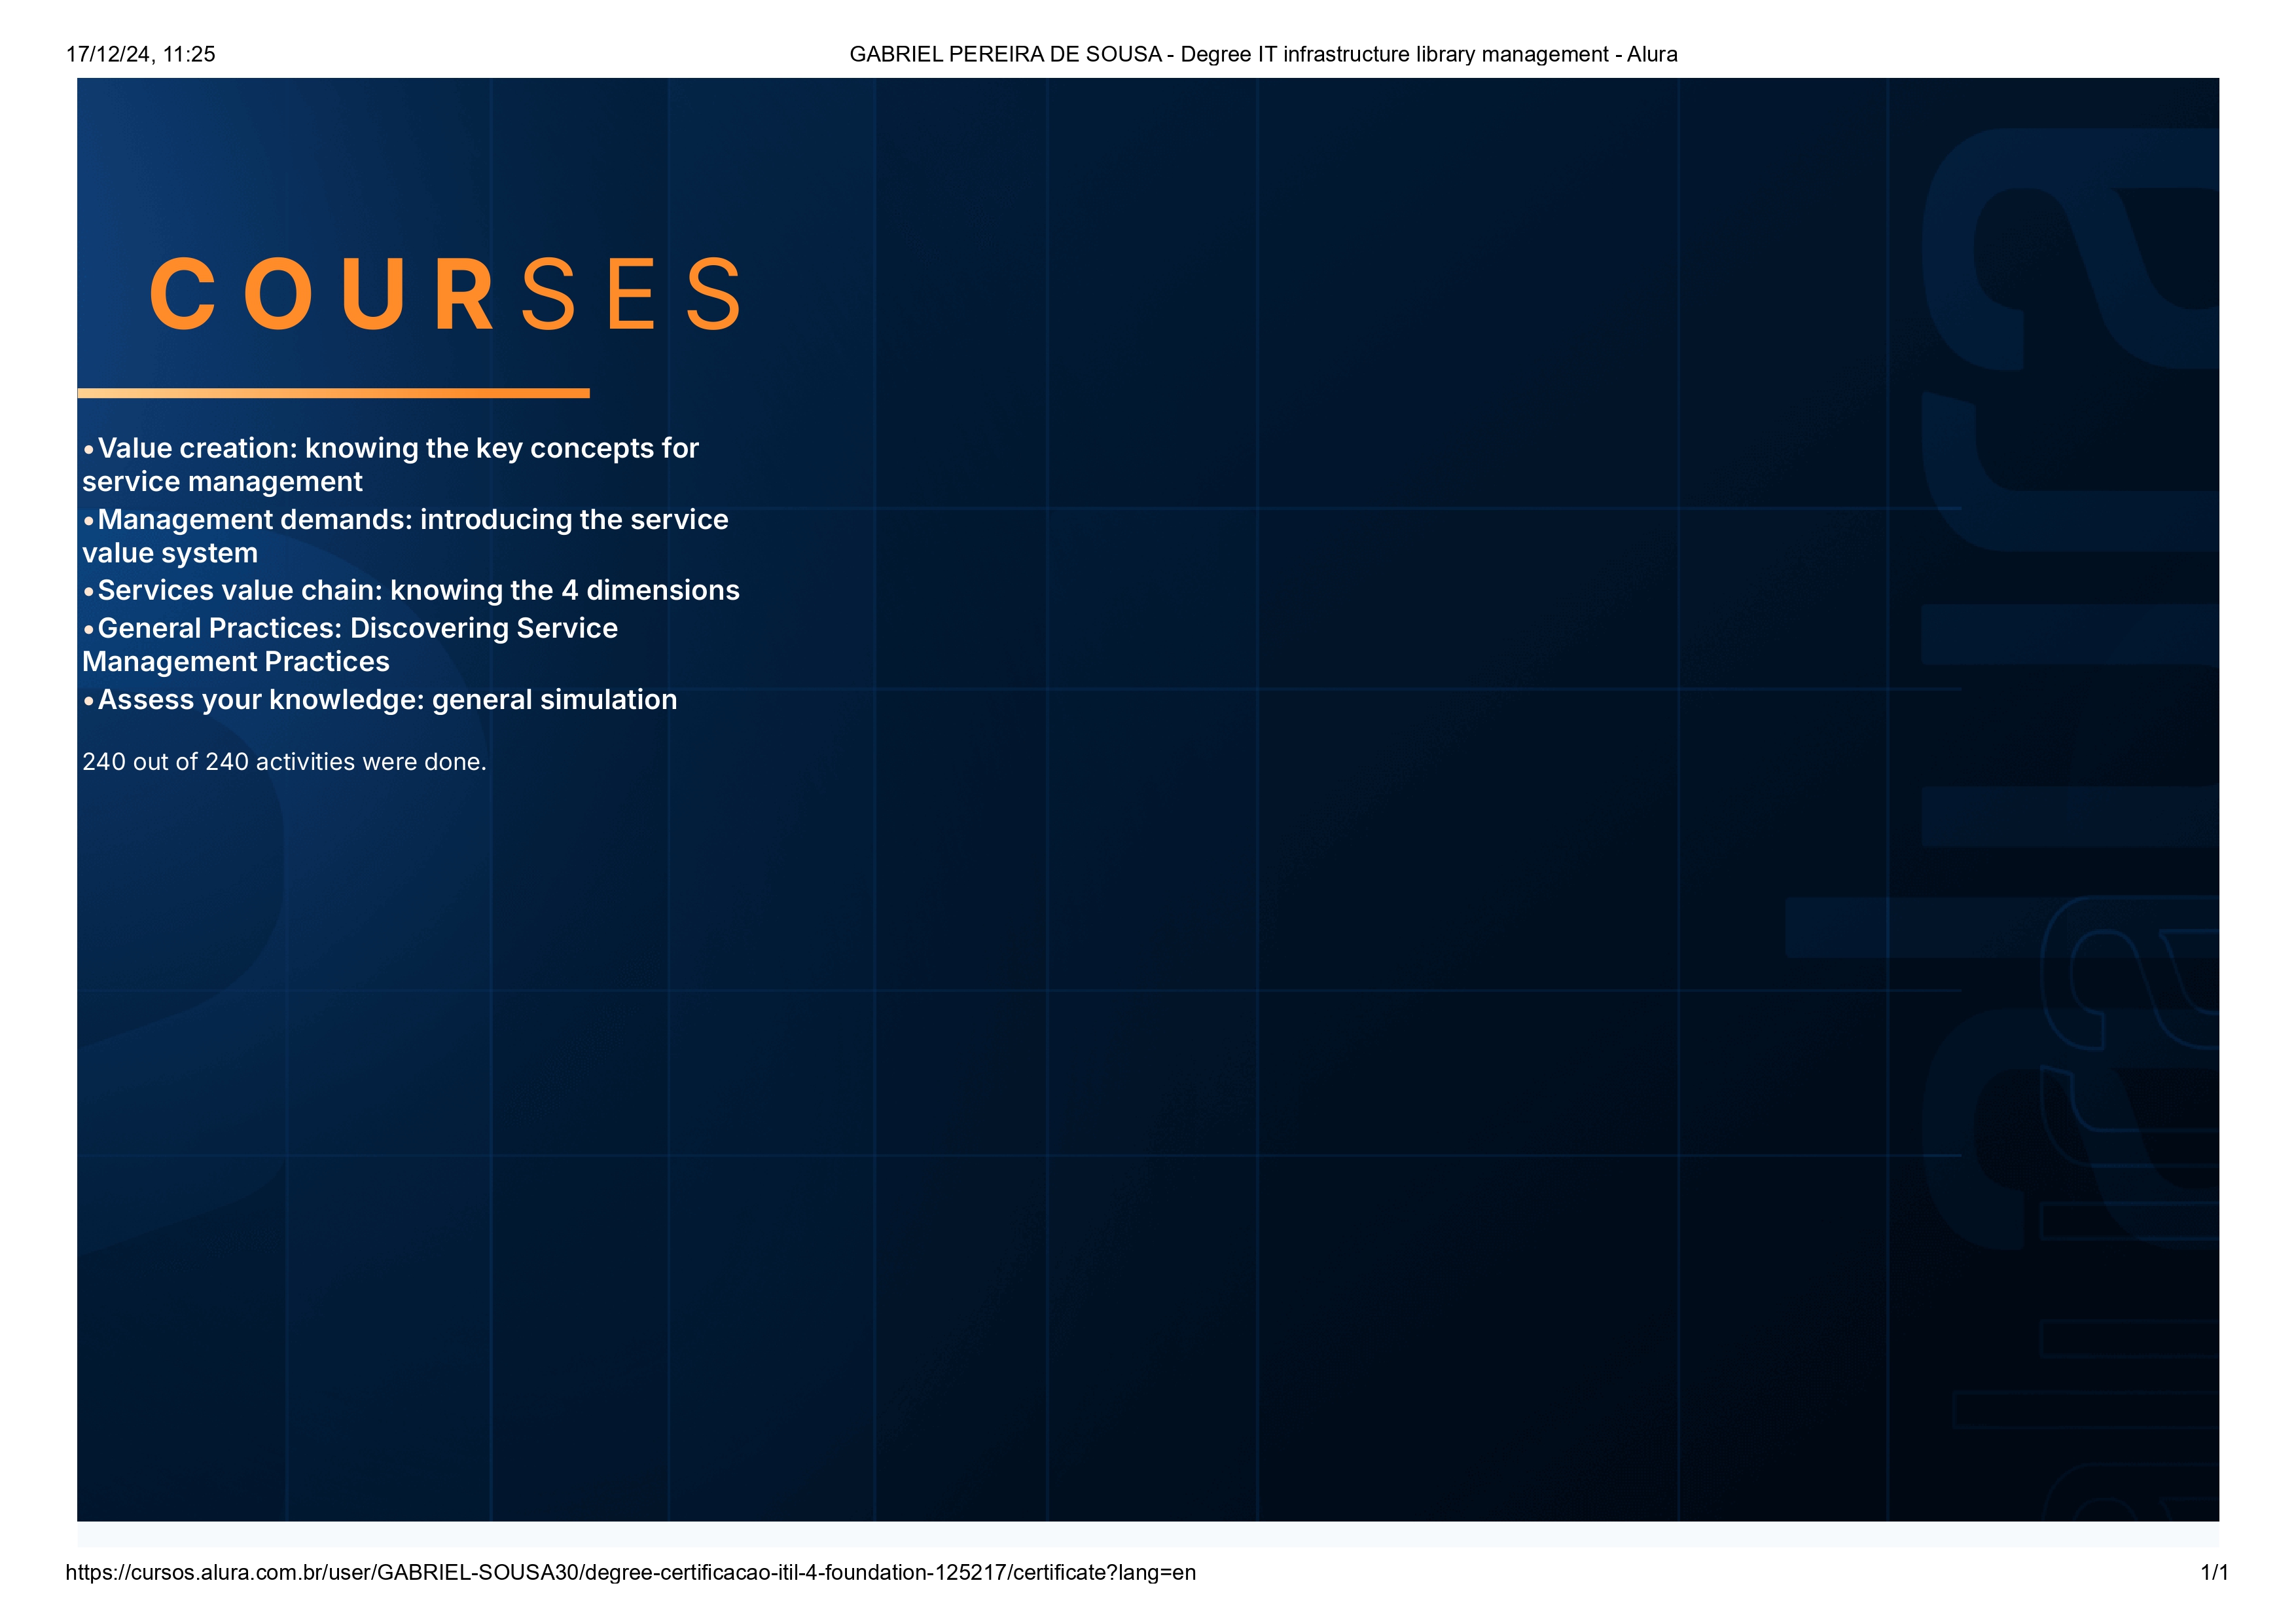 17/12/24, 11:25
GABRIEL PEREIRA DE SOUSA - Degree IT infrastructure library management - Alura
COURSES
•Value creation: knowing the key concepts for
service management
•Management demands: introducing the service
value system
•Services value chain: knowing the 4 dimensions
•General Practices: Discovering Service
Management Practices
•Assess your knowledge: general simulation
240 out of 240 activities were done.
alura
alura
https://cursos.alura.com.br/user/GABRIEL-SOUSA30/degree-certificacao-itil-4-foundation-125217/certificate?lang=en
1/1